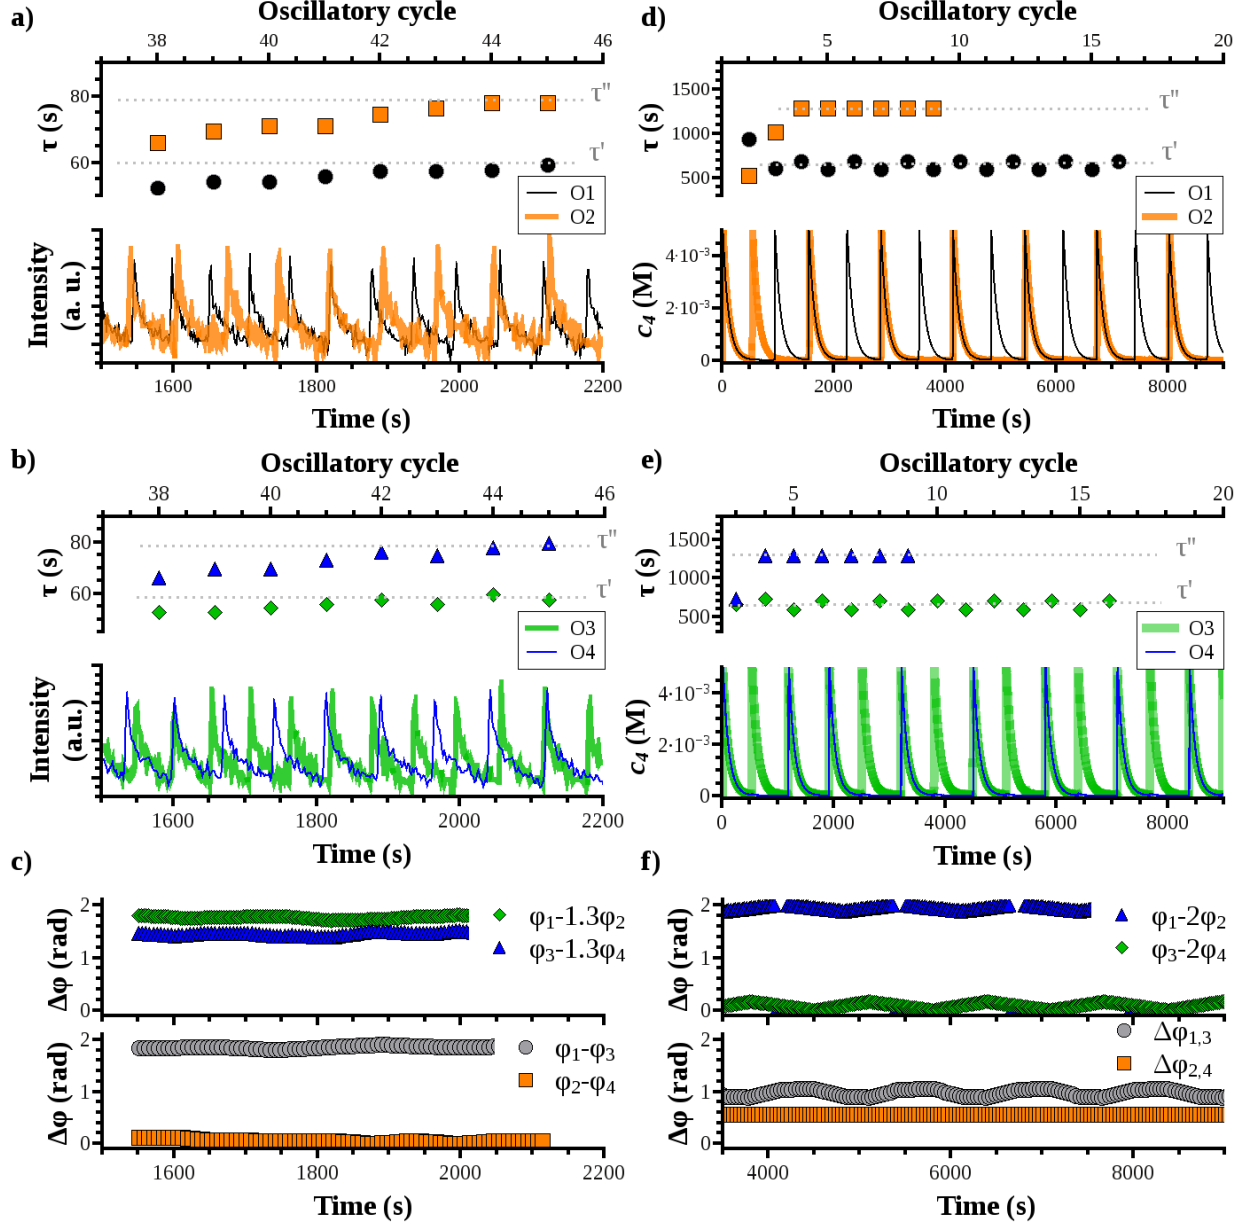 a)
Oscillatory cycle
38 40 42 44 46
80
60
τ (s)
τ''
τ'
O1
O2
Intensity
(a. u.)
1600 1800 2000 2200
Time (s)
b)
Oscillatory cycle
38 40 42 44 46
80
60
τ (s)
τ''
τ'
O3
O4
Intensity
(a.u.)
1600 1800 2000 2200
Time (s)
c)
2
1
0
Δφ (rad)
φ1-1.3φ2
φ3-1.3φ4
2
1
0
Δφ (rad)
φ1-φ3
φ2-φ4
1600 1800 2000 2200
Time (s)
d)
Oscillatory cycle
5 10 15 20
1500
1000
500
τ (s)
τ''
τ'
O1
O2
4·10⁻³
2·10⁻³
0
c4 (M)
0 2000 4000 6000 8000
Time (s)
e)
Oscillatory cycle
5 10 15 20
1500
1000
500
τ (s)
τ''
τ'
O3
O4
4·10⁻³
2·10⁻³
0
c4 (M)
0 2000 4000 6000 8000
Time (s)
f)
2
1
0
Δφ (rad)
φ1-2φ2
φ3-2φ4
2
1
0
Δφ (rad)
Δφ1,3
Δφ2,4
4000 6000 8000
Time (s)